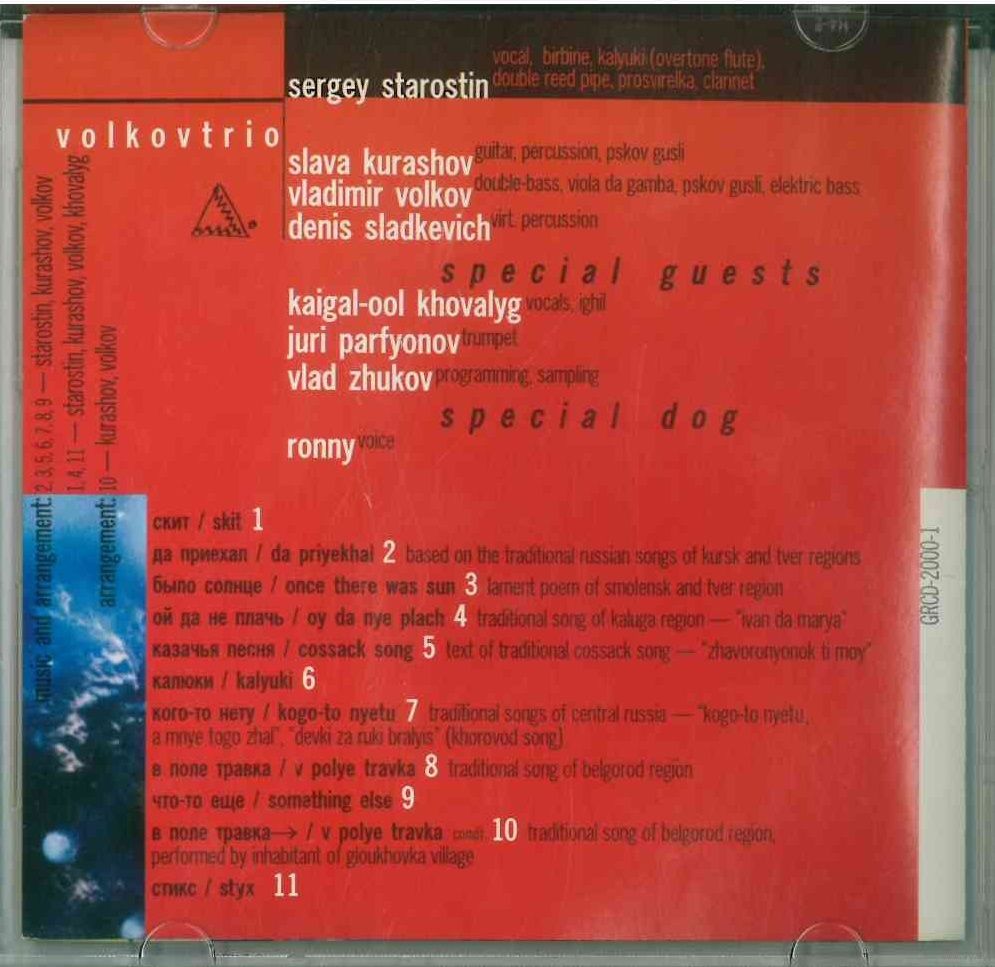 sergey starostin vocal, birbine, kalyuki (overtone flute),
double reed pipe, prosvirelka, clarinet
volkovtrio
slava kurashov guitar, percussion, pskov gusli
vladimir volkov double-bass, viola da gamba, pskov gusli, elektric bass
denis sladkevich virt. percussion
special guests
kaigal-ool khovalyg vocals, ighil
juri parfyonov trumpet
vlad zhukov programming, sampling
special dog
ronny voice
music and arrangement: 2, 3, 5, 6, 7, 8, 9 — starostin, kurashov, volkov
1, 4, 11 — starostin, kurashov, volkov, khovalyg
arrangement: 10 — kurashov, volkov
скит / skit 1
да приехал / da priyekhal 2 based on the traditional russian songs of kursk and tver regions
было солнце / once there was sun 3 lament poem of smolensk and tver region
ой да не плачь / oy da nye plach 4 traditional song of kaluga region — "ivan da marya"
казачья песня / cossack song 5 text of traditional cossack song — "zhavoronyonok ti moy"
калюки / kalyuki 6
кого-то нету / kogo-to nyetu 7 traditional songs of central russia — "kogo-to nyetu,
a mnye togo zhal", "devki za ruki bralyis" (khorovod song)
в поле травка / v polye travka 8 traditional song of belgorod region
что-то еще / something else 9
в поле травка—> / v polye travka 10 traditional song of belgorod region,
performed by inhabitant of gloukhovka village
стикс / styx 11
GRCD-2000-1